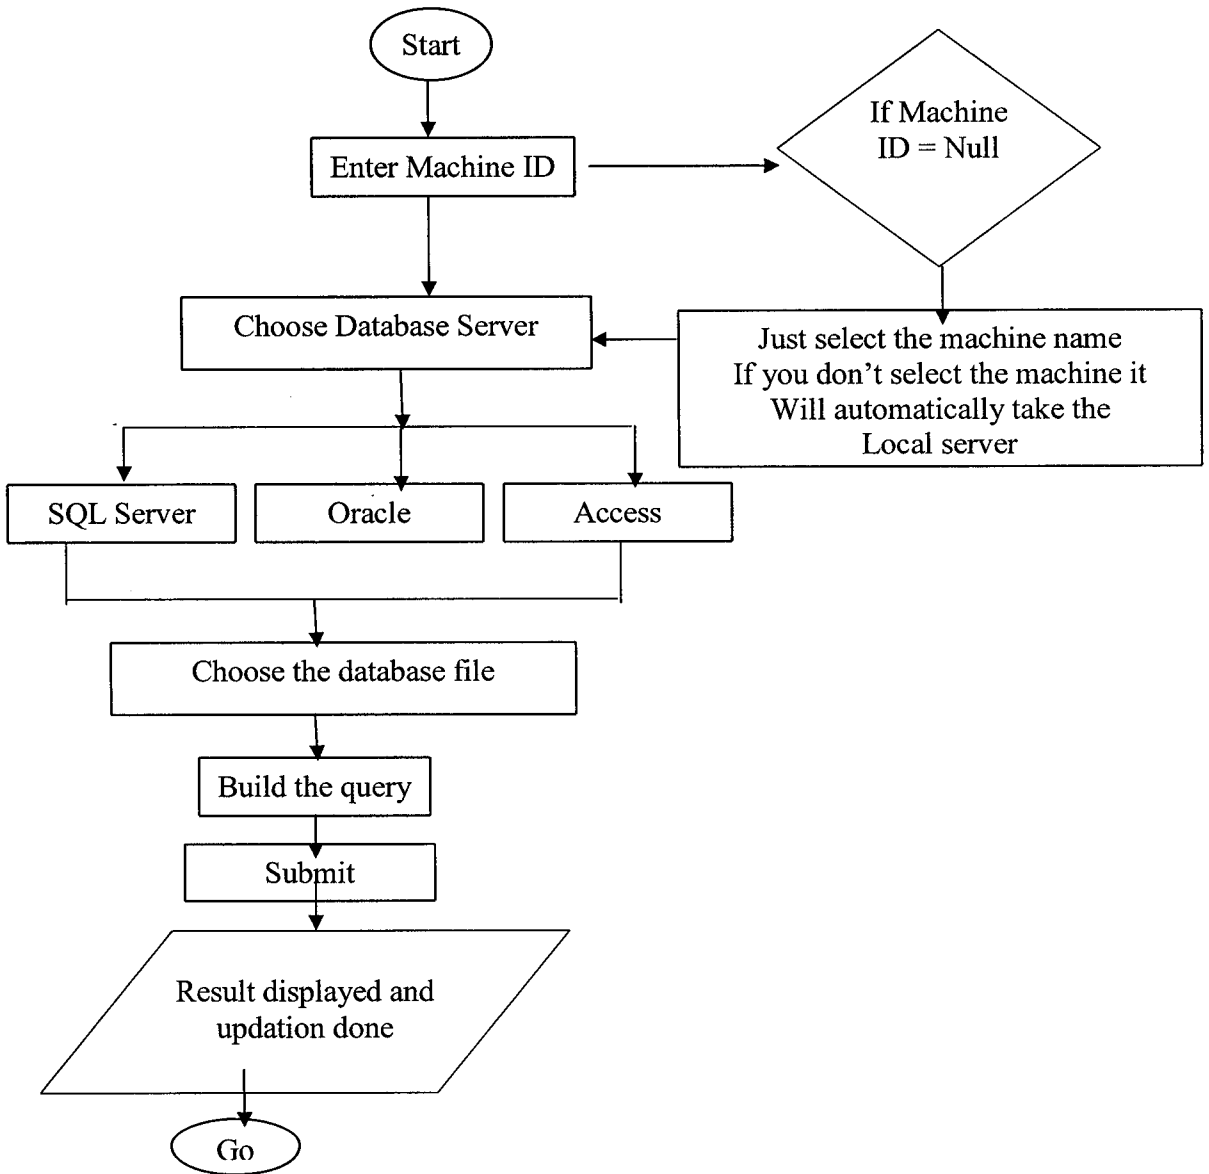 Start
If Machine
ID = Null
Enter Machine ID
Choose Database Server
Just select the machine name
If you don't select the machine it
Will automatically take the
Local server
SQL Server
Oracle
Access
Choose the database file
Build the query
Submit
Result displayed and
updation done
Go